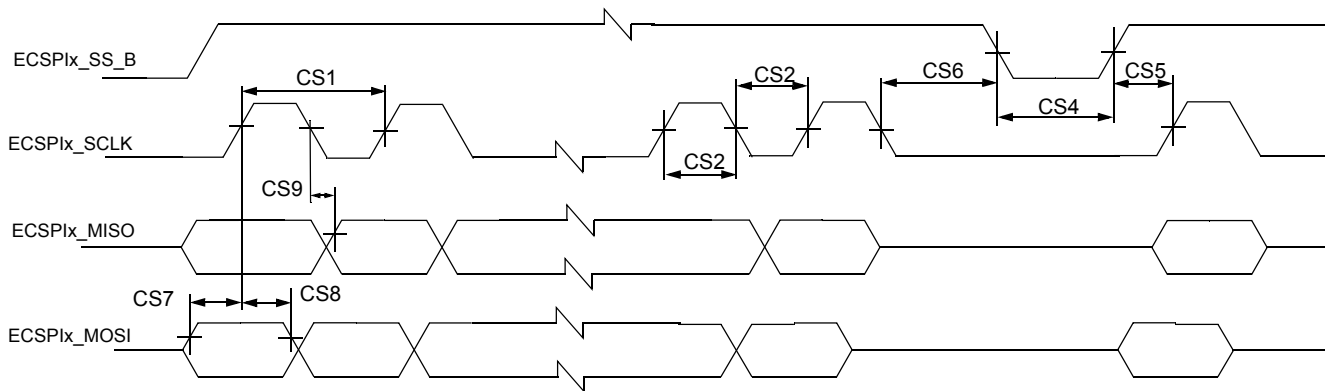 ECSPIx_SS_B
CS1
CS2
CS6
CS5
CS4
ECSPIx_SCLK
CS2
CS9
ECSPIx_MISO
CS7
CS8
ECSPIx_MOSI